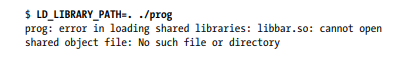 $ LD_LIBRARY_PATH=. ./prog
prog: error in loading shared libraries: libbar.so: cannot open
shared object file: No such file or directory